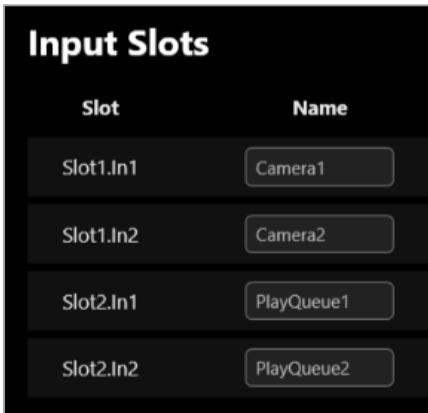 Input Slots
Slot Name
Slot1.In1 Camera1
Slot1.In2 Camera2
Slot2.In1 PlayQueue1
Slot2.In2 PlayQueue2